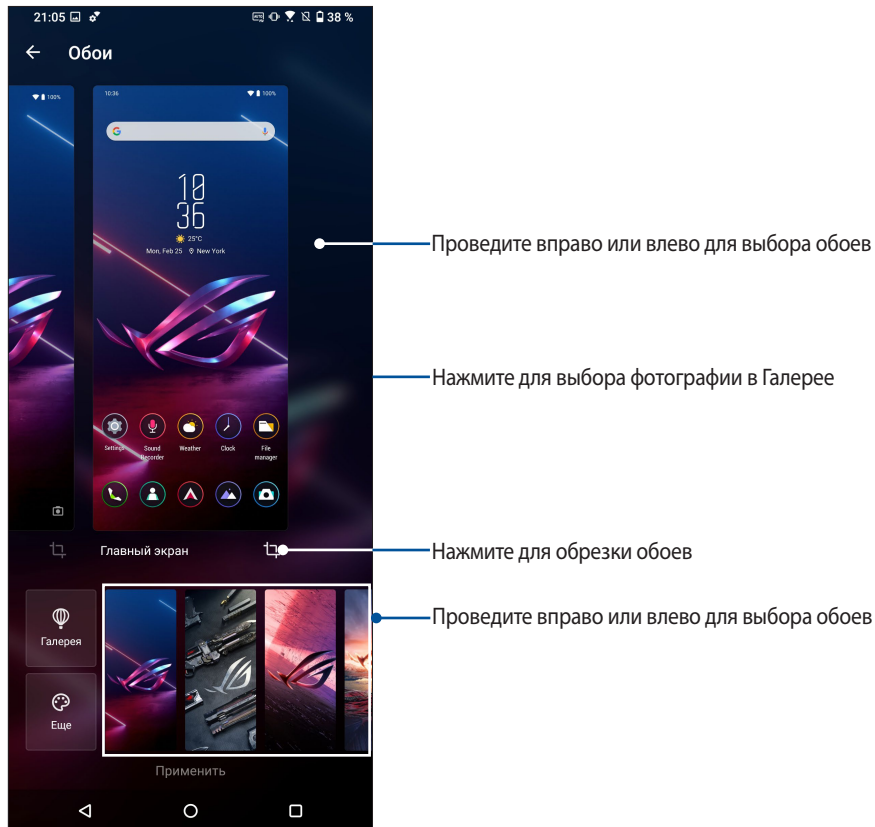 21:05 38 %
Обои
100%
10:36 100%
G
10
36
25°C
Mon, Feb 25 New York
Проведите вправо или влево для выбора обоев
Нажмите для выбора фотографии в Галерее
Settings Sound Recorder Weather Clock File manager
Главный экран
Нажмите для обрезки обоев
Проведите вправо или влево для выбора обоев
Галерея
Еще
Применить